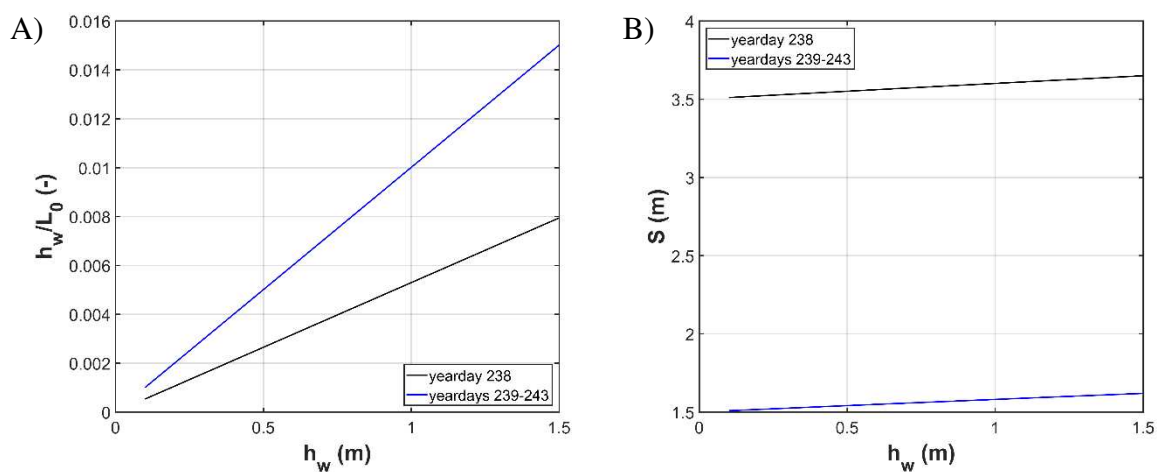 A)
0.016
0.014
0.012
0.01
0.008
0.006
0.004
0.002
0
h_w/L_0 (-)
yearday 238
yeardays 239-243
0
0.5
1
1.5
h_w (m)
B)
4
3.5
3
2.5
2
1.5
S (m)
yearday 238
yeardays 239-243
0
0.5
1
1.5
h_w (m)